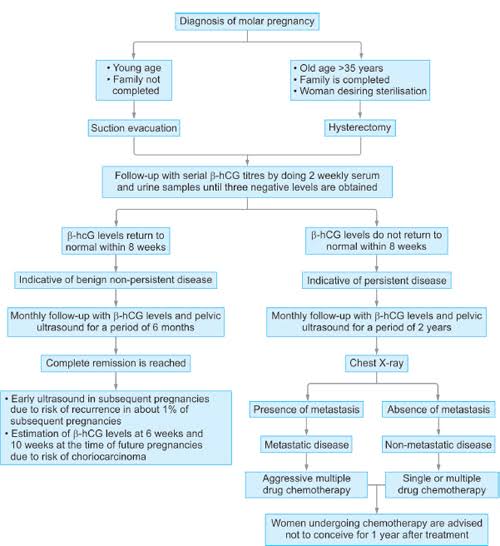 Diagnosis of molar pregnancy
• Young age
• Family not
completed
• Old age >35 years
• Family is completed
• Woman desiring sterilisation
Suction evacuation
Hysterectomy
Follow-up with serial β-hCG titres by doing 2 weekly serum
and urine samples until three negative levels are obtained
β-hcG levels return to
normal within 8 weeks
β-hCG levels do not return to
normal within 8 weeks
Indicative of benign non-persistent disease
Indicative of persistent disease
Monthly follow-up with β-hCG levels and pelvic
ultrasound for a period of 6 months
Monthly follow-up with β-hCG levels and pelvic
ultrasound for a period of 2 years
Complete remission is reached
Chest X-ray
• Early ultrasound in subsequent pregnancies
due to risk of recurrence in about 1% of
subsequent pregnancies
• Estimation of β-hCG levels at 6 weeks and
10 weeks at the time of future pregnancies
due to risk of choriocarcinoma
Presence of metastasis
Absence of metastasis
Metastatic disease
Non-metastatic disease
Aggressive multiple
drug chemotherapy
Single or multiple
drug chemotherapy
Women undergoing chemotherapy are advised
not to conceive for 1 year after treatment